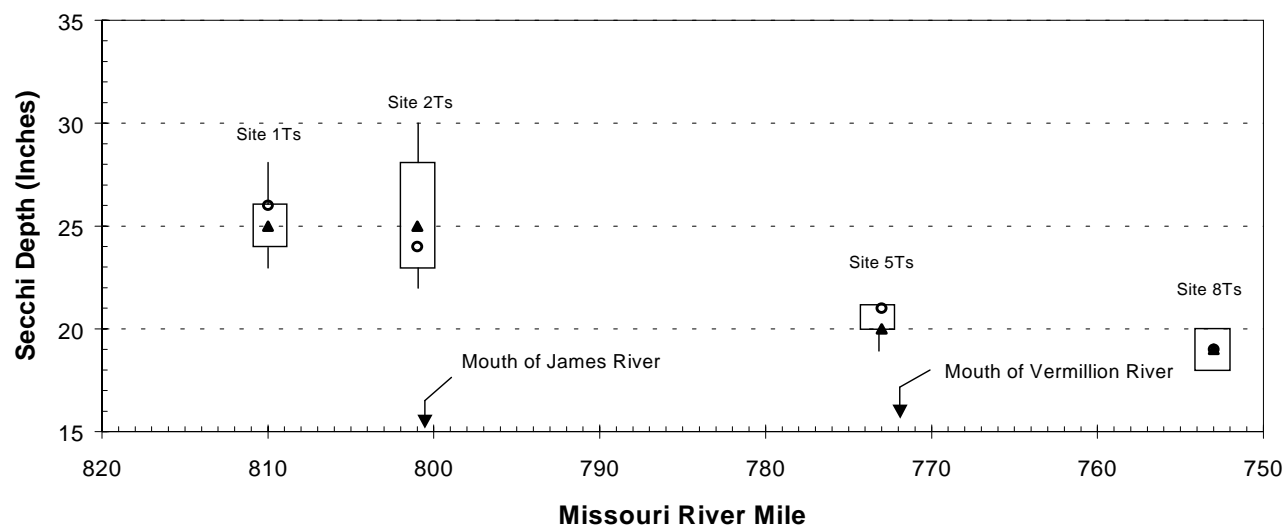 35
30
25
20
15
Secchi Depth (Inches)
Site 1Ts
Site 2Ts
Site 5Ts
Site 8Ts
Mouth of James River
Mouth of Vermillion River
820 810 800 790 780 770 760 750
Missouri River Mile